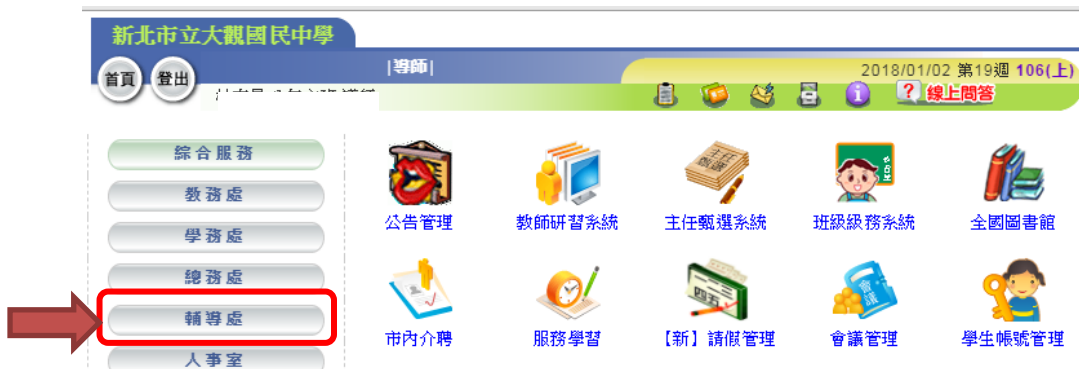 新北市立大觀國民中學
首頁 登出
|導師|
2018/01/02 第19週 106(上)
? 線上問答
綜合服務
教務處
學務處
總務處
輔導處
人事室
公告管理 教師研習系統 主任甄選系統 班級級務系統 全國圖書館
市內介聘 服務學習 【新】請假管理 會議管理 學生帳號管理